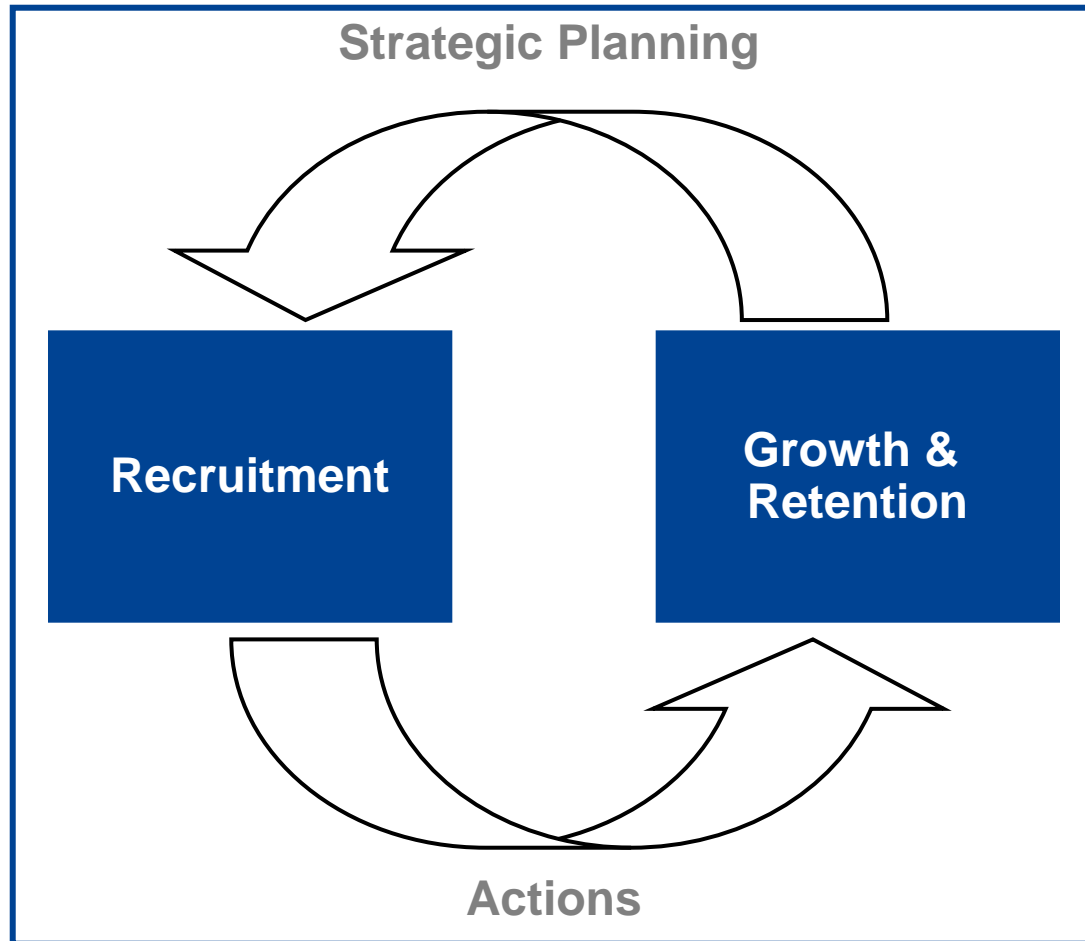 Strategic Planning
Recruitment
Growth &
Retention
Actions